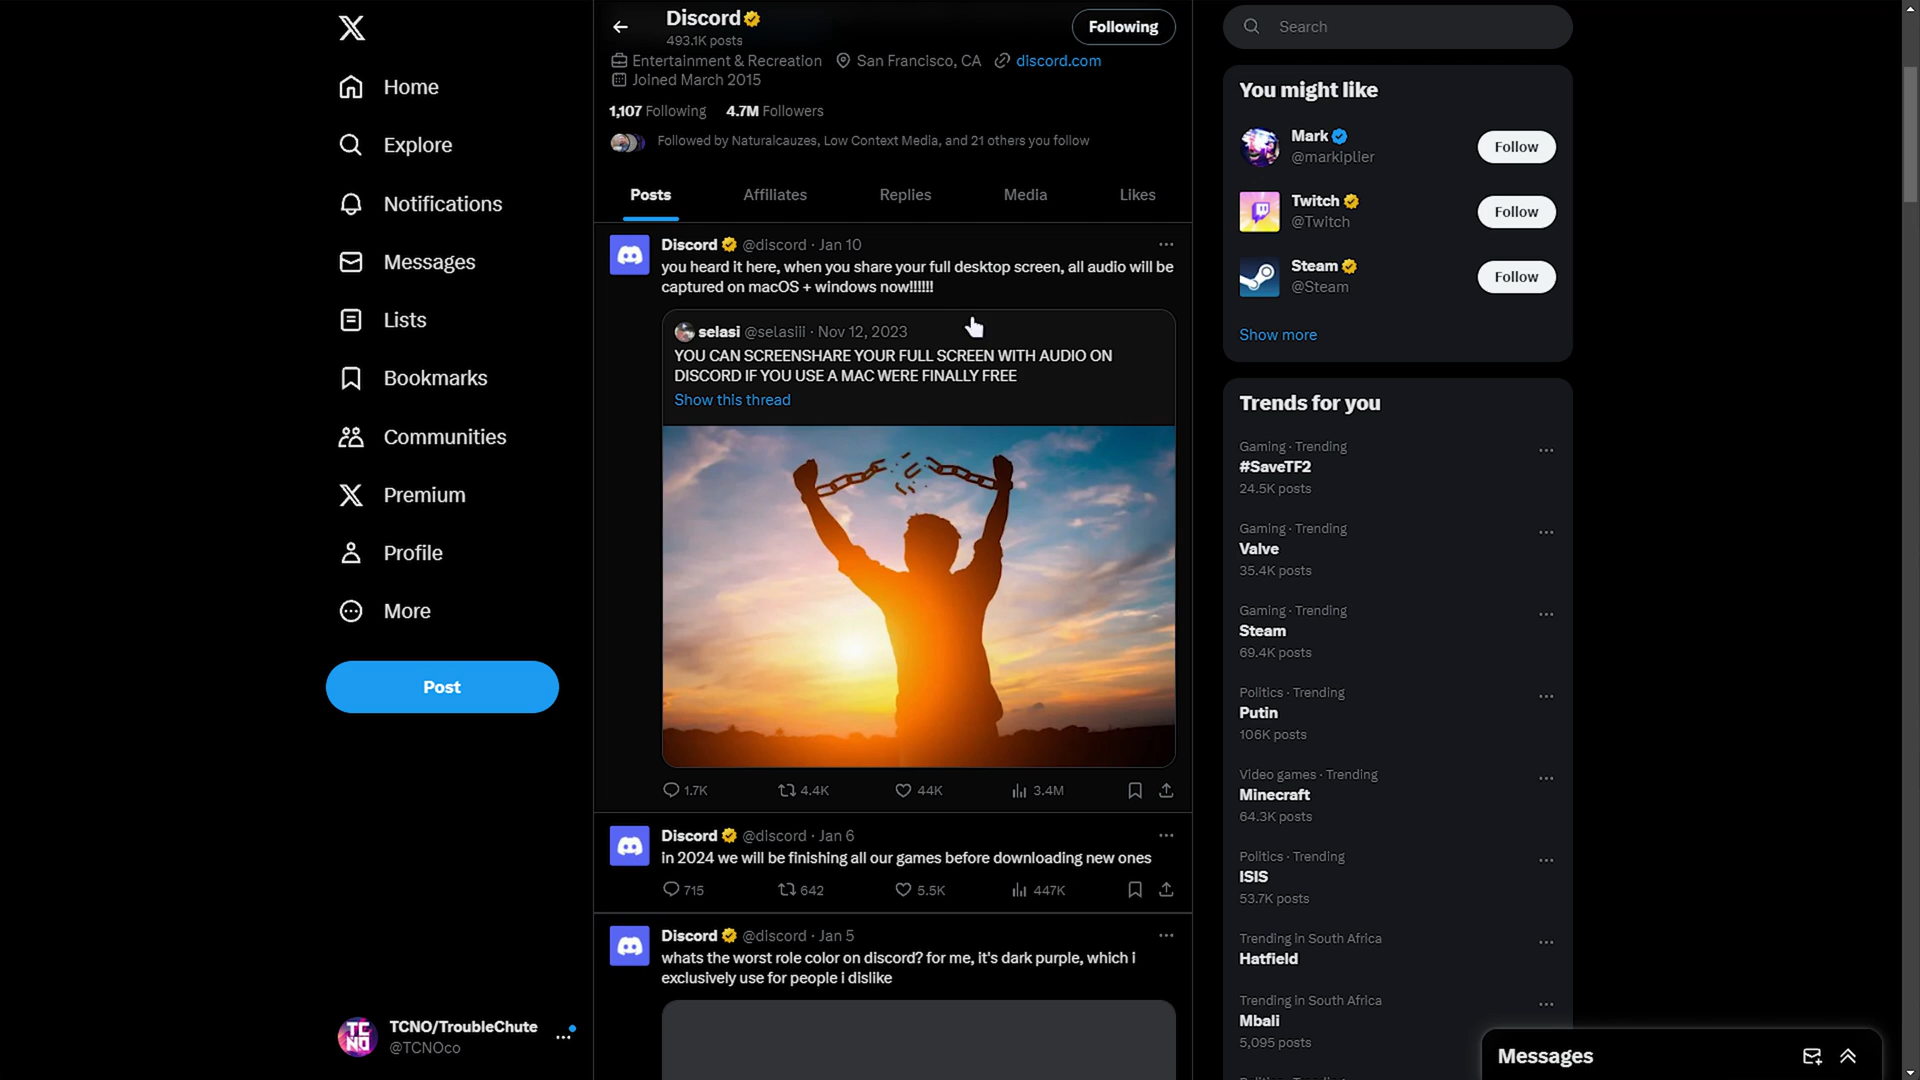 Home
Explore
Notifications
Messages
Lists
Bookmarks
Communities
Premium
Profile
More
Post
TCNO/TroubleChute
@TCNOco
Discord
493.1K posts
Following
Entertainment & Recreation San Francisco, CA discord.com
Joined March 2015
1,107 Following 4.7M Followers
Followed by Naturalcauzes, Low Context Media, and 21 others you follow
Posts Affiliates Replies Media Likes
Discord @discord · Jan 10
you heard it here, when you share your full desktop screen, all audio will be
captured on macOS + windows now!!!!!!
selasi @selasiii · Nov 12, 2023
YOU CAN SCREENSHARE YOUR FULL SCREEN WITH AUDIO ON
DISCORD IF YOU USE A MAC WERE FINALLY FREE
Show this thread
1.7K 4.4K 44K 3.4M
Discord @discord · Jan 6
in 2024 we will be finishing all our games before downloading new ones
715 642 5.5K 447K
Discord @discord · Jan 5
whats the worst role color on discord? for me, it's dark purple, which i
exclusively use for people i dislike
Search
You might like
Mark
@markiplier
Follow
Twitch
@Twitch
Follow
Steam
@Steam
Follow
Show more
Trends for you
Gaming · Trending
#SaveTF2
24.5K posts
Gaming · Trending
Valve
35.4K posts
Gaming · Trending
Steam
69.4K posts
Politics · Trending
Putin
106K posts
Video games · Trending
Minecraft
64.3K posts
Politics · Trending
ISIS
53.7K posts
Trending in South Africa
Hatfield
Trending in South Africa
Mbali
5,095 posts
Messages